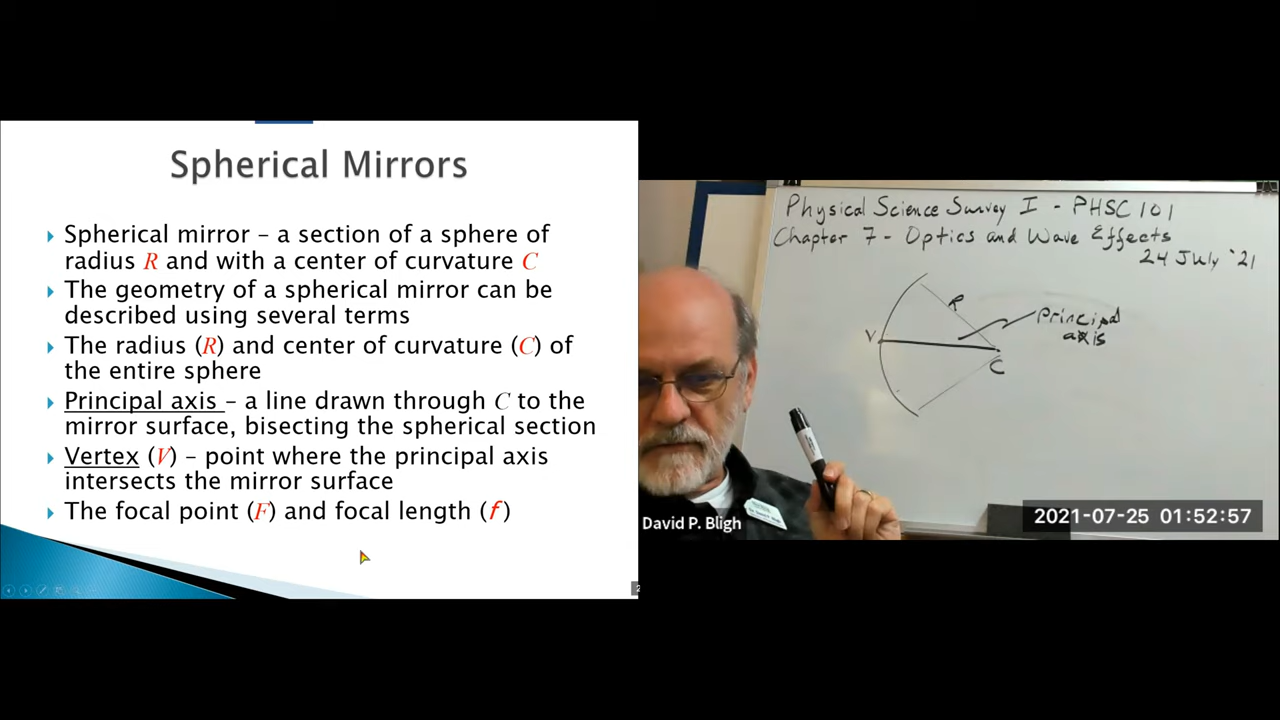 Spherical Mirrors
Spherical mirror – a section of a sphere of
radius R and with a center of curvature C
The geometry of a spherical mirror can be
described using several terms
The radius (R) and center of curvature (C) of
the entire sphere
Principal axis – a line drawn through C to the
mirror surface, bisecting the spherical section
Vertex (V) – point where the principal axis
intersects the mirror surface
The focal point (F) and focal length (f)
Physical Science Survey I - PHSC 101
Chapter 7 - Optics and Wave Effects
24 July '21
R
Principal
axis
V
C
David P. Bligh
2021-07-25 01:52:57